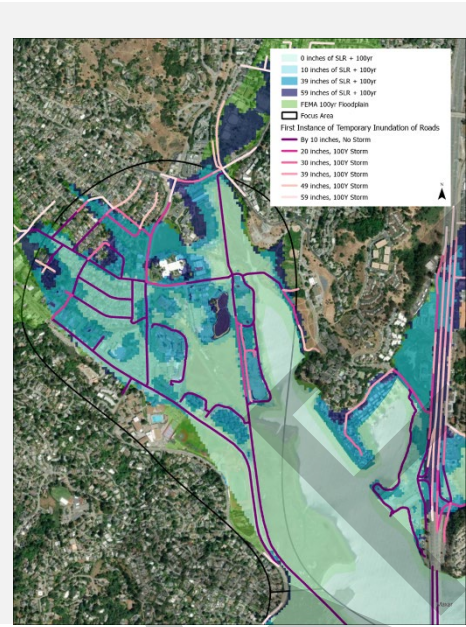 0 inches of SLR + 100yr
10 inches of SLR + 100yr
39 inches of SLR + 100yr
59 inches of SLR + 100yr
FEMA 100yr Floodplain
Focus Area
First Instance of Temporary Inundation of Roads
By 10 inches, No Storm
20 inches, 100Y Storm
30 inches, 100Y Storm
39 inches, 100Y Storm
49 inches, 100Y Storm
59 inches, 100Y Storm